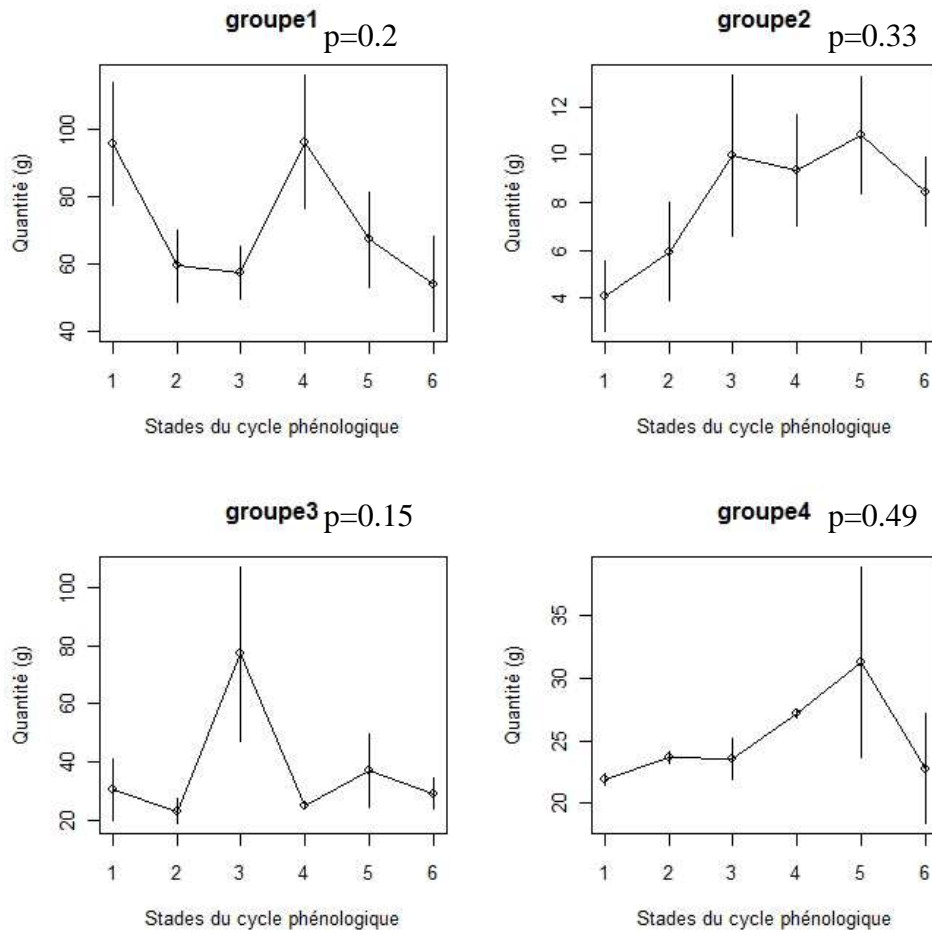 groupe1 p=0.2
Quantité (g)
100
80
60
40
1 2 3 4 5 6
Stades du cycle phénologique
groupe2 p=0.33
Quantité (g)
12
10
8
6
4
1 2 3 4 5 6
Stades du cycle phénologique
groupe3 p=0.15
Quantité (g)
100
80
60
40
20
1 2 3 4 5 6
Stades du cycle phénologique
groupe4 p=0.49
Quantité (g)
35
30
25
20
1 2 3 4 5 6
Stades du cycle phénologique